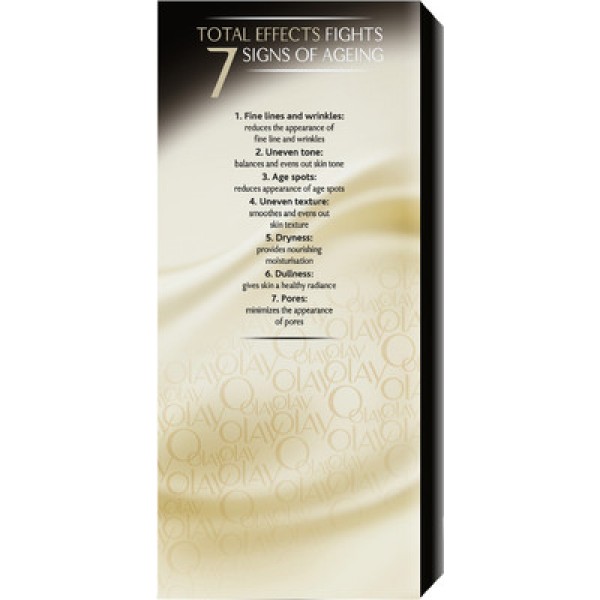 TOTAL EFFECTS FIGHTS
7 SIGNS OF AGEING
1. Fine lines and wrinkles:
reduces the appearance of
fine line and wrinkles
2. Uneven tone:
balances and evens out skin tone
3. Age spots:
reduces appearance of age spots
4. Uneven texture:
smoothes and evens out
skin texture
5. Dryness:
provides nourishing
moisturisation
6. Dullness:
gives skin a healthy radiance
7. Pores:
minimizes the appearance
of pores
OLAY